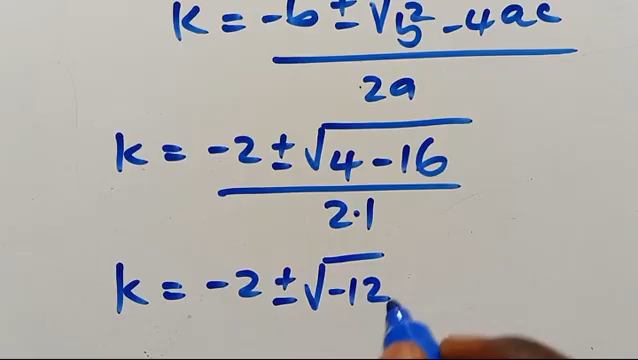 k = -b ± √b² - 4ac
2a
k = -2 ± √4 - 16
2·1
k = -2 ± √-12